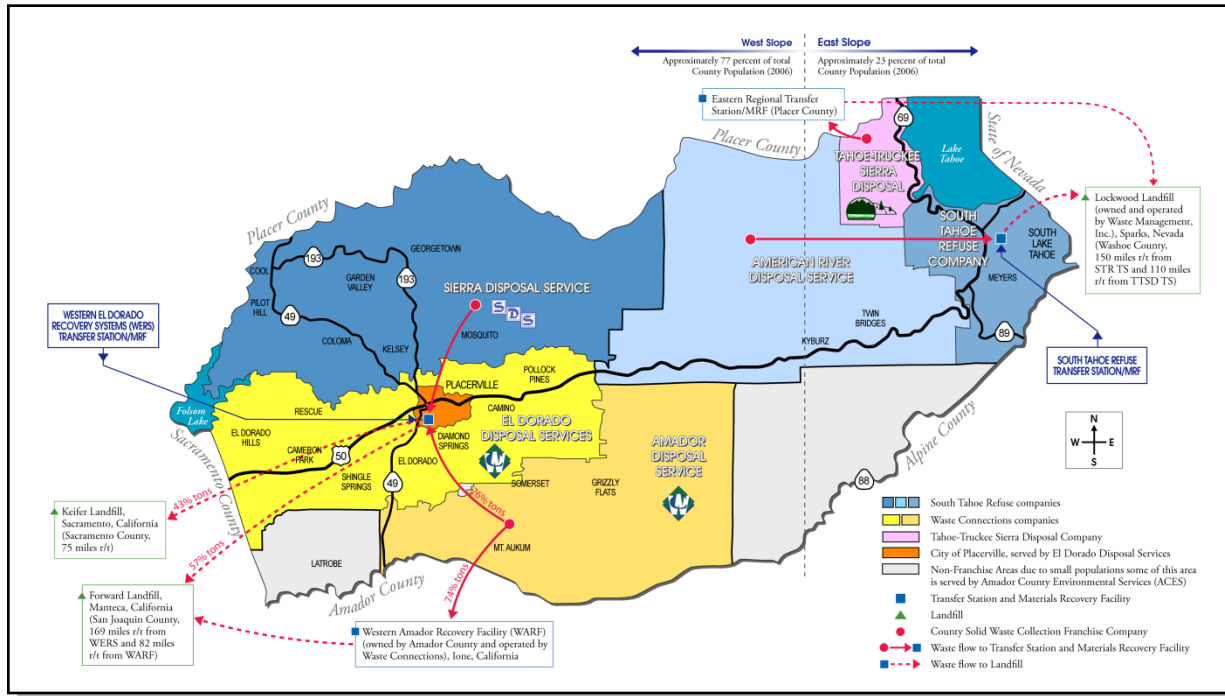 West Slope
East Slope
Approximately 77 percent of total
County Population (2006)
Approximately 23 percent of total
County Population (2006)
Eastern Regional Transfer
Station/MRF (Placer County)
Placer County
69
Lake
Tahoe
State of Nevada
TAHOE-TRUCKEE
SIERRA
DISPOSAL
Lockwood Landfill
(owned and operated
by Waste Management,
Inc.), Sparks, Nevada
(Washoe County,
150 miles r/t from
STR TS and 110 miles
r/t from TTSD TS)
SOUTH
TAHOE
REFUSE
COMPANY
SOUTH
LAKE
TAHOE
MEYERS
AMERICAN RIVER
DISPOSAL SERVICE
TWIN
BRIDGES
KYBURZ
89
SOUTH TAHOE REFUSE
TRANSFER STATION/MRF
Placer County
COOL
193
GEORGETOWN
GARDEN
VALLEY
193
PILOT
HILL
49
COLOMA
KELSEY
SIERRA DISPOSAL SERVICE
SDS
MOSQUITO
WESTERN EL DORADO
RECOVERY SYSTEMS (WERS)
TRANSFER STATION/MRF
Folsom
Lake
Sacramento County
RESCUE
EL DORADO
HILLS
CAMERON
PARK
50
SHINGLE
SPRINGS
PLACERVILLE
POLLOCK
PINES
CAMINO
EL DORADO
DISPOSAL SERVICES
DIAMOND
SPRINGS
EL DORADO
49
SOMERSET
GRIZZLY
FLATS
AMADOR
DISPOSAL
SERVICE
MT. AUKUM
LATROBE
Amador County
Alpine County
88
43% tons
57% tons
26% tons
74% tons
Keifer Landfill,
Sacramento, California
(Sacramento County,
75 miles r/t)
Forward Landfill,
Manteca, California
(San Joaquin County,
169 miles r/t from
WERS and 82 miles
r/t from WARF)
Western Amador Recovery Facility (WARF)
(owned by Amador County and operated by
Waste Connections), Ione, California
N
W E
S
South Tahoe Refuse companies
Waste Connections companies
Tahoe-Truckee Sierra Disposal Company
City of Placerville, served by El Dorado Disposal Services
Non-Franchise Areas due to small populations some of this area
is served by Amador County Environmental Services (ACES)
Transfer Station and Materials Recovery Facility
Landfill
County Solid Waste Collection Franchise Company
Waste flow to Transfer Station and Materials Recovery Facility
Waste flow to Landfill